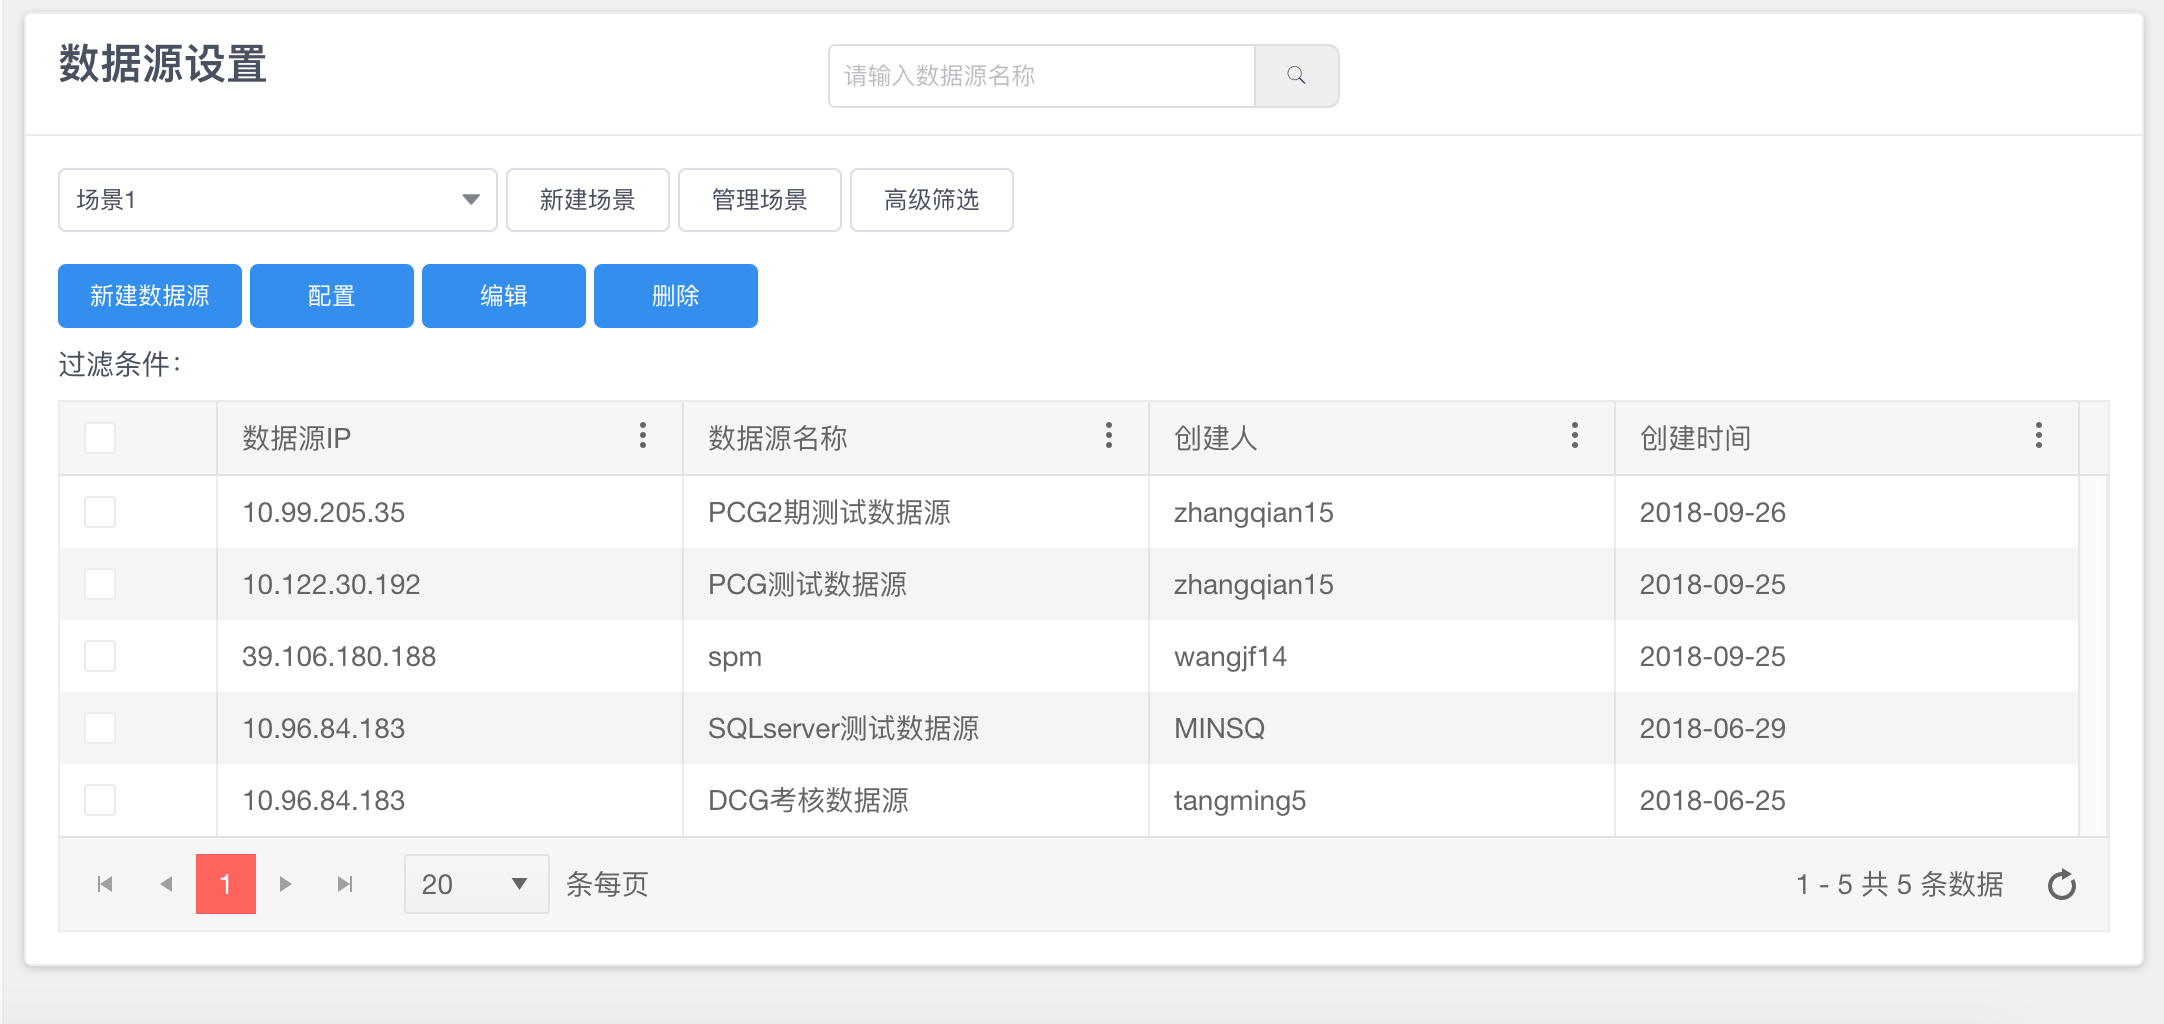 数据源设置
请输入数据源名称
场景1 新建场景 管理场景 高级筛选
新建数据源 配置 编辑 删除
过滤条件：
数据源IP 数据源名称 创建人 创建时间
10.99.205.35 PCG2期测试数据源 zhangqian15 2018-09-26
10.122.30.192 PCG测试数据源 zhangqian15 2018-09-25
39.106.180.188 spm wangjf14 2018-09-25
10.96.84.183 SQLserver测试数据源 MINSQ 2018-06-29
10.96.84.183 DCG考核数据源 tangming5 2018-06-25
1 20 条每页 1 - 5 共 5 条数据